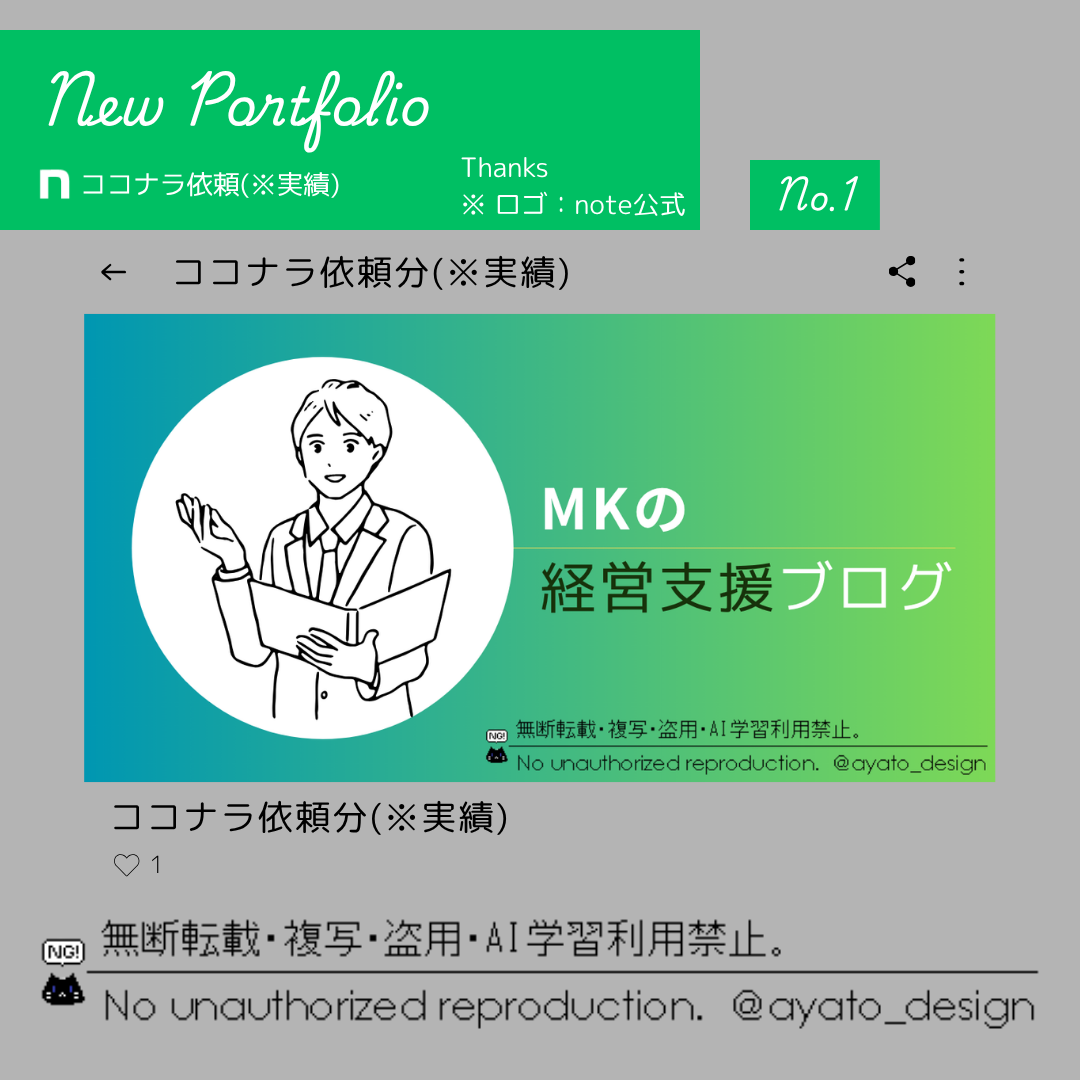 New Portfolio
ココナラ依頼(※実績)
Thanks
※ ロゴ：note公式
No.1
ココナラ依頼分(※実績)
MKの
経営支援ブログ
NG!
無断転載・複写・盗用・AI学習利用禁止。
No unauthorized reproduction. @ayato_design
ココナラ依頼分(※実績)
1
NG!
無断転載・複写・盗用・AI学習利用禁止。
No unauthorized reproduction. @ayato_design